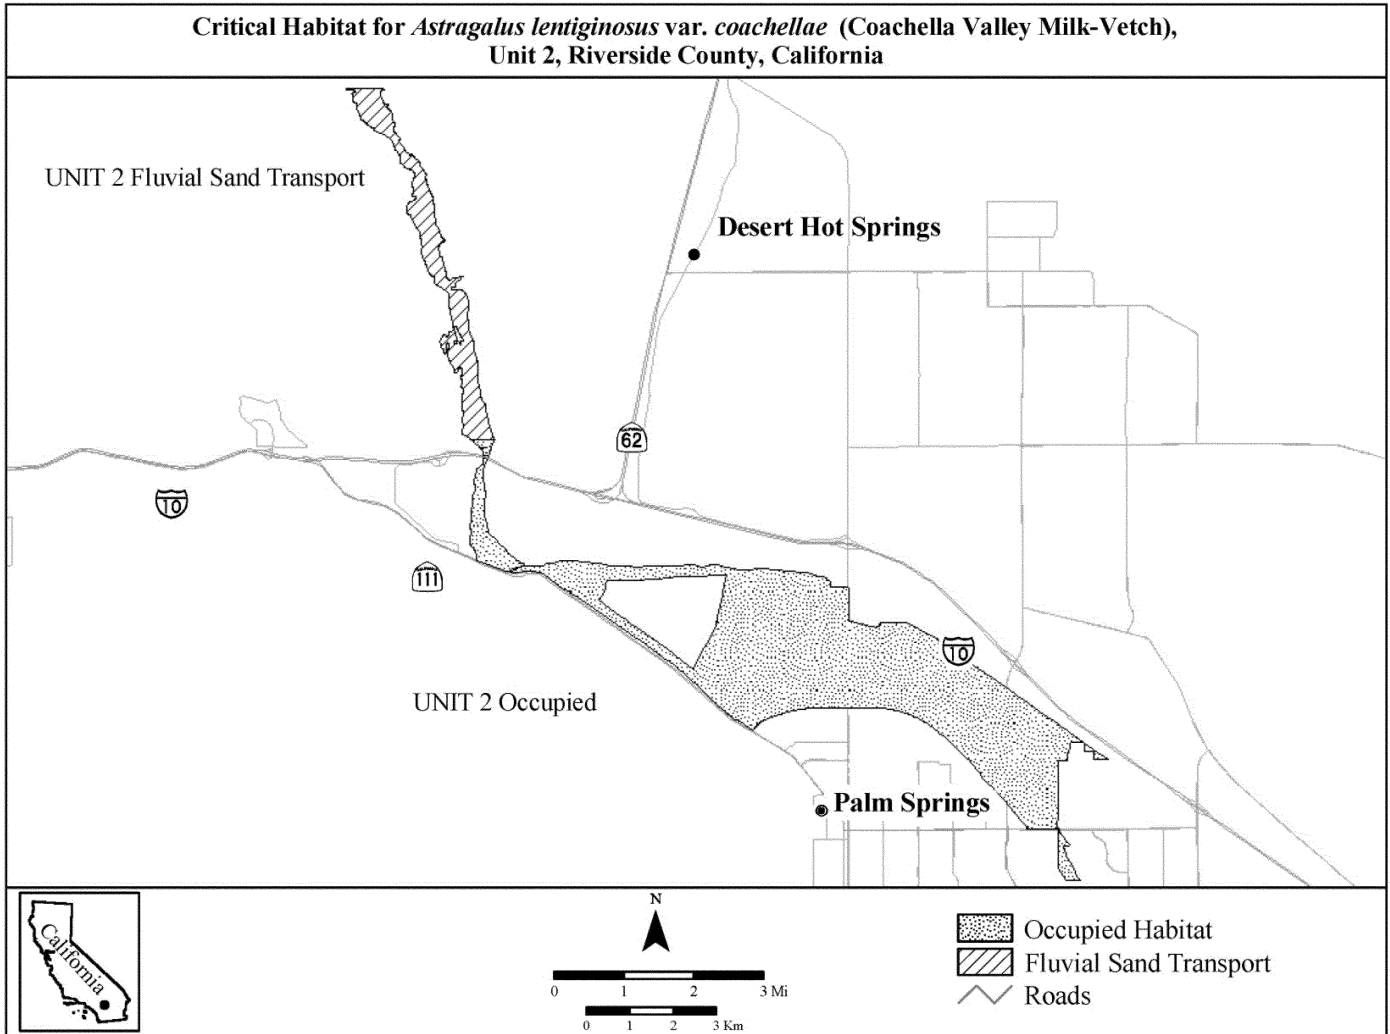 Critical Habitat for Astragalus lentiginosus var. coachellae (Coachella Valley Milk-Vetch),
Unit 2, Riverside County, California
UNIT 2 Fluvial Sand Transport
Desert Hot Springs
62
10
111
10
UNIT 2 Occupied
Palm Springs
California
N
0 1 2 3 Mi
0 1 2 3 Km
Occupied Habitat
Fluvial Sand Transport
Roads